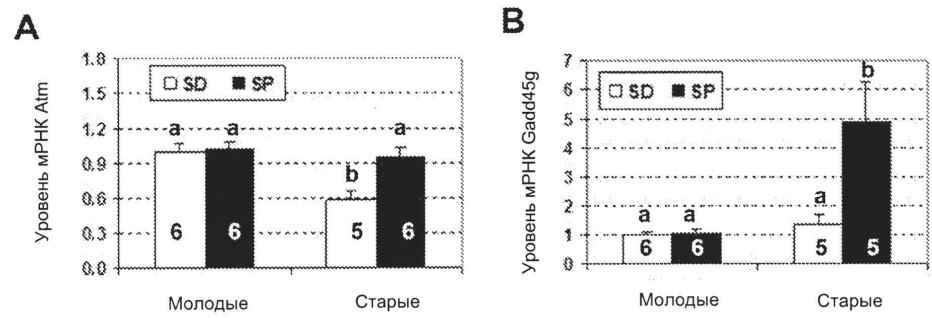 A
Уровень мРНК Atm
1.8
1.5
1.2
0.9
0.6
0.3
0.0
SD SP
a a a
b
6 6 5 6
Молодые Старые
B
Уровень мРНК Gadd45g
7
6
5
4
3
2
1
0
SD SP
b
a a a
6 6 5 5
Молодые Старые